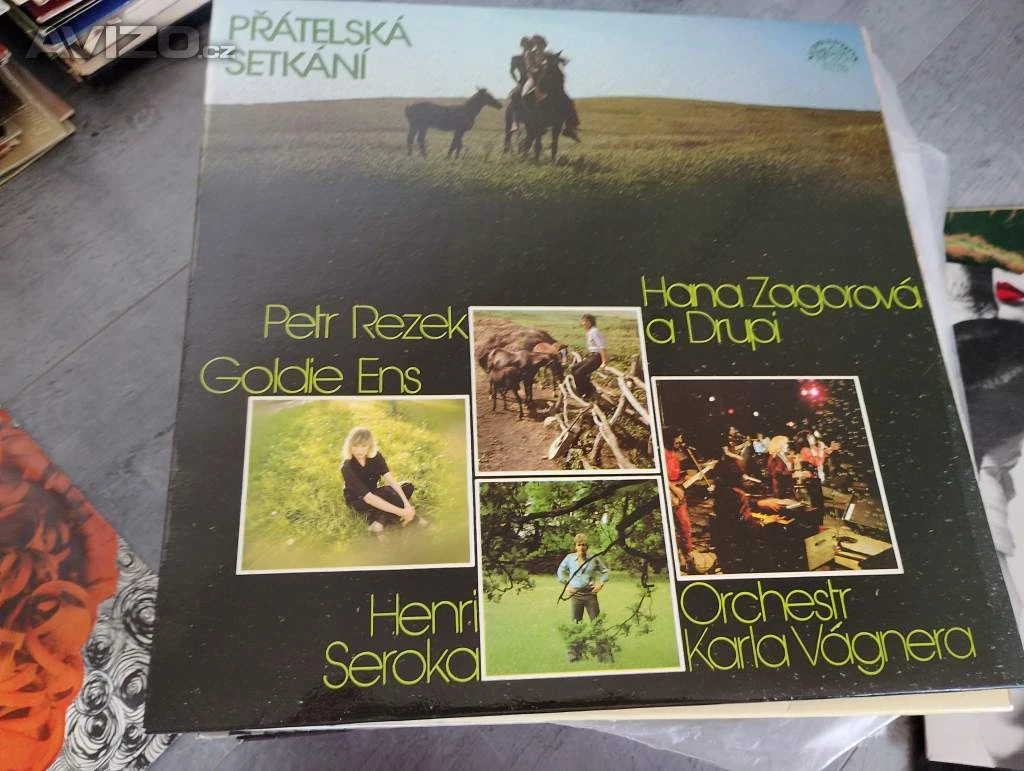 AVIZO.cz
PŘÁTELSKÁ
SETKÁNÍ
Hana Zagorová
a Drupi
Petr Rezek
Goldie Ens
Henri
Seroka
Orchestr
Karla Vágnera